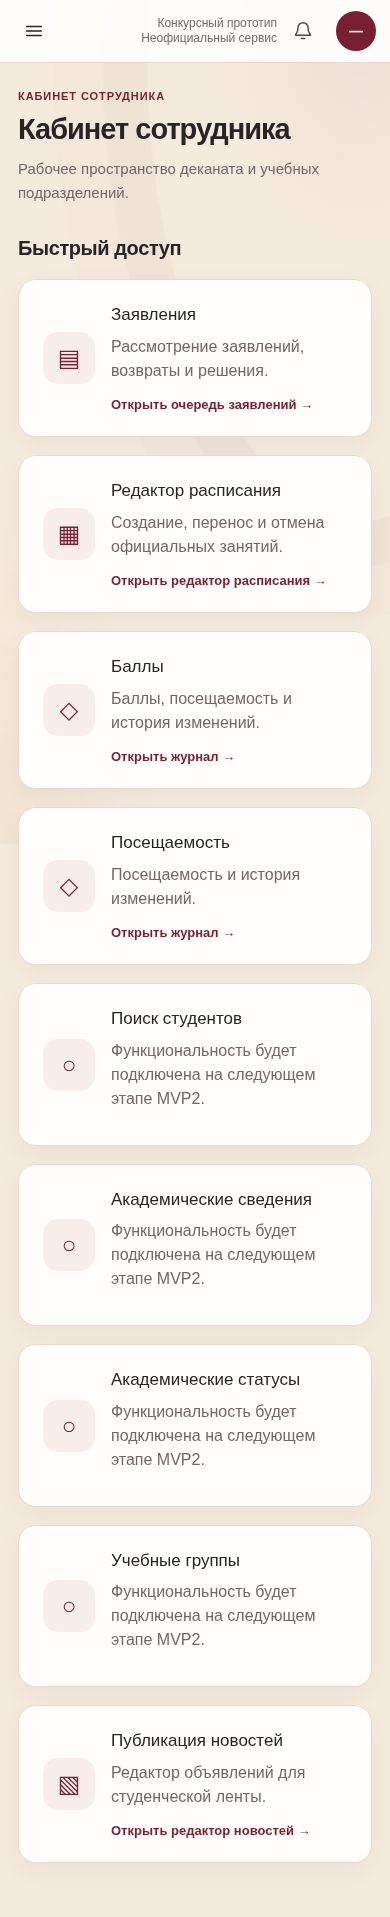 Конкурсный прототип
Неофициальный сервис
—
КАБИНЕТ СОТРУДНИКА
Кабинет сотрудника
Рабочее пространство деканата и учебных
подразделений.
Быстрый доступ
Заявления
Рассмотрение заявлений,
возвраты и решения.
Открыть очередь заявлений →
Редактор расписания
Создание, перенос и отмена
официальных занятий.
Открыть редактор расписания →
Баллы
Баллы, посещаемость и
история изменений.
Открыть журнал →
Посещаемость
Посещаемость и история
изменений.
Открыть журнал →
Поиск студентов
Функциональность будет
подключена на следующем
этапе MVP2.
Академические сведения
Функциональность будет
подключена на следующем
этапе MVP2.
Академические статусы
Функциональность будет
подключена на следующем
этапе MVP2.
Учебные группы
Функциональность будет
подключена на следующем
этапе MVP2.
Публикация новостей
Редактор объявлений для
студенческой ленты.
Открыть редактор новостей →